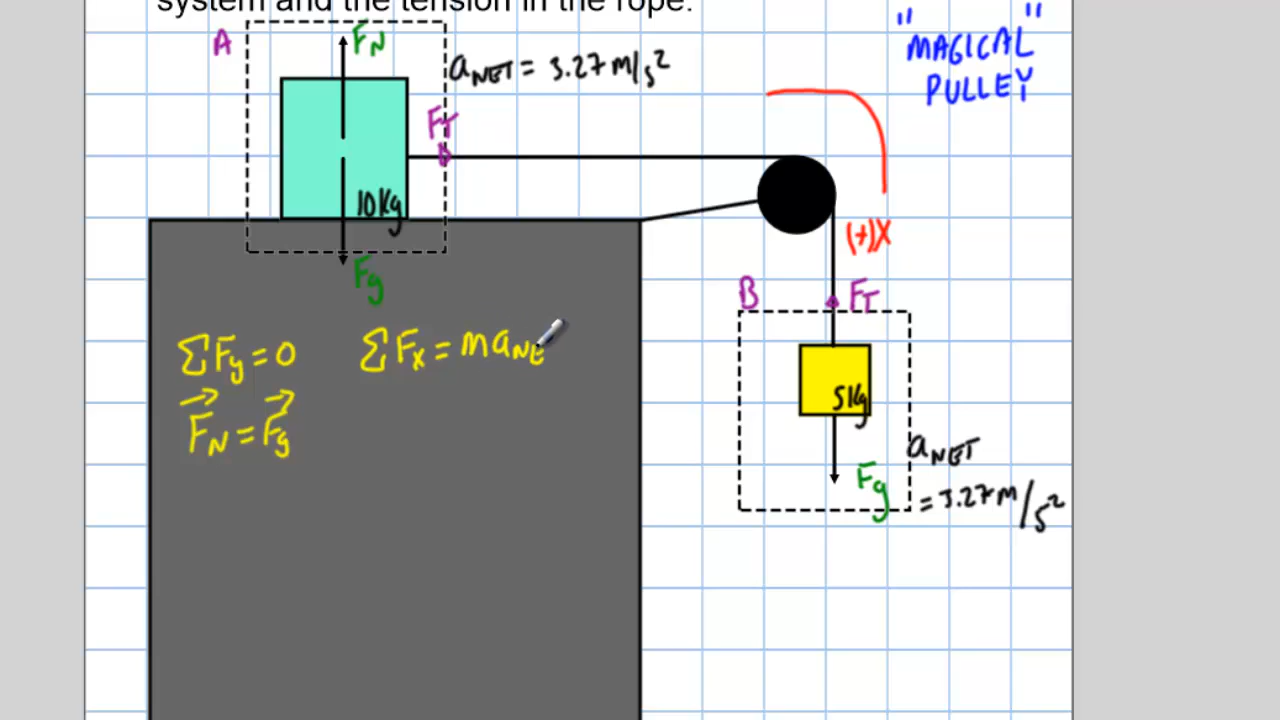 system and the tension in the rope.
"MAGICAL"
PULLEY
A
FN
aNET = 3.27 m/s²
FT
10Kg
Fg
(+)X
B
FT
5Kg
Fg
aNET
= 3.27 m/s²
ΣFy = 0
ΣFx = maNE
FN = Fg